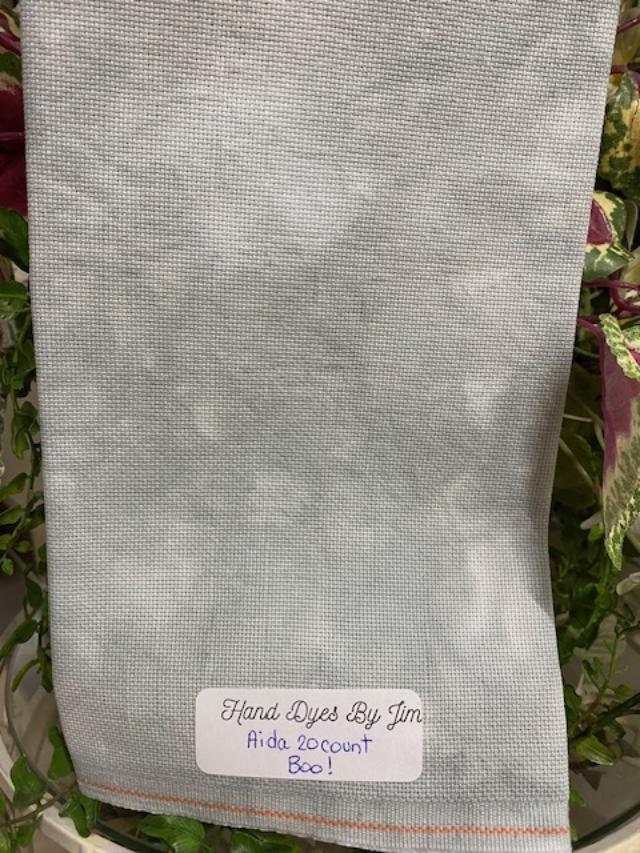 Hand Dyes By Jim
Aida 20count
Boo!